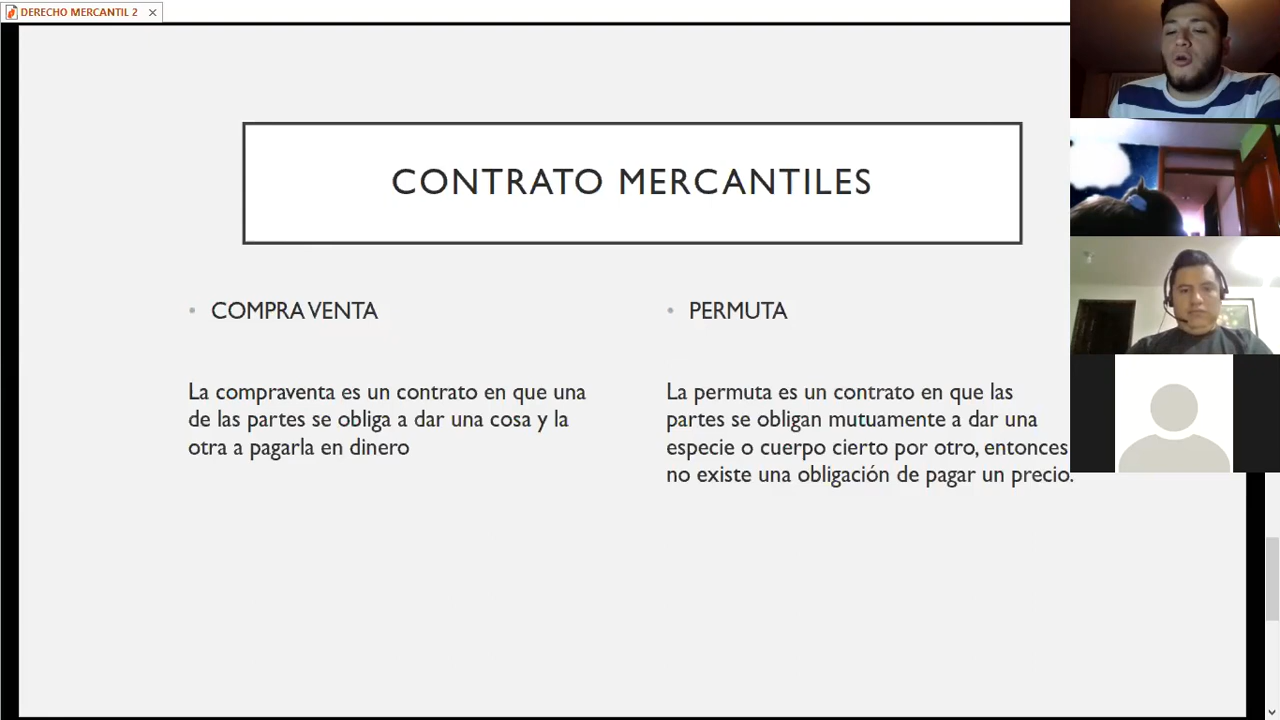 DERECHO MERCANTIL 2
CONTRATO MERCANTILES
COMPRA VENTA
La compraventa es un contrato en que una
de las partes se obliga a dar una cosa y la
otra a pagarla en dinero
PERMUTA
La permuta es un contrato en que las
partes se obligan mutuamente a dar una
especie o cuerpo cierto por otro, entonces
no existe una obligación de pagar un precio.